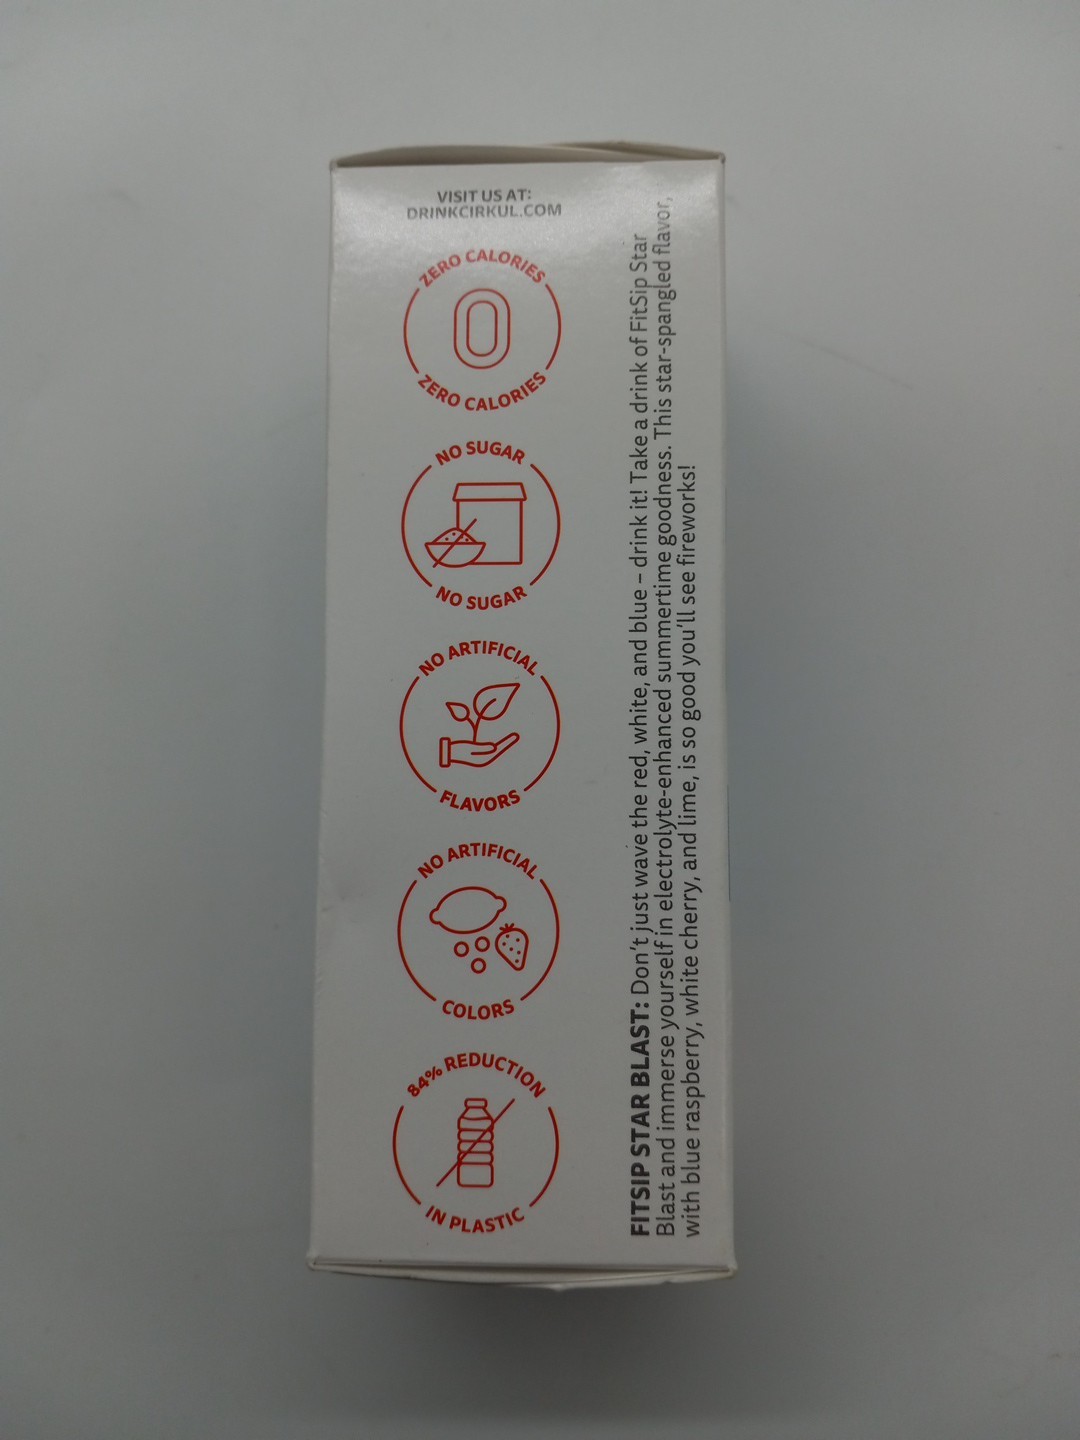 VISIT US AT:
DRINKCIRKUL.COM
ZERO CALORIES
ZERO CALORIES
NO SUGAR
NO SUGAR
NO ARTIFICIAL
FLAVORS
NO ARTIFICIAL
COLORS
84% REDUCTION
IN PLASTIC
FITSIP STAR BLAST: Don't just wave the red, white, and blue – drink it! Take a drink of FitSip Star
Blast and immerse yourself in electrolyte-enhanced summertime goodness. This star-spangled flavor,
with blue raspberry, white cherry, and lime, is so good you'll see fireworks!